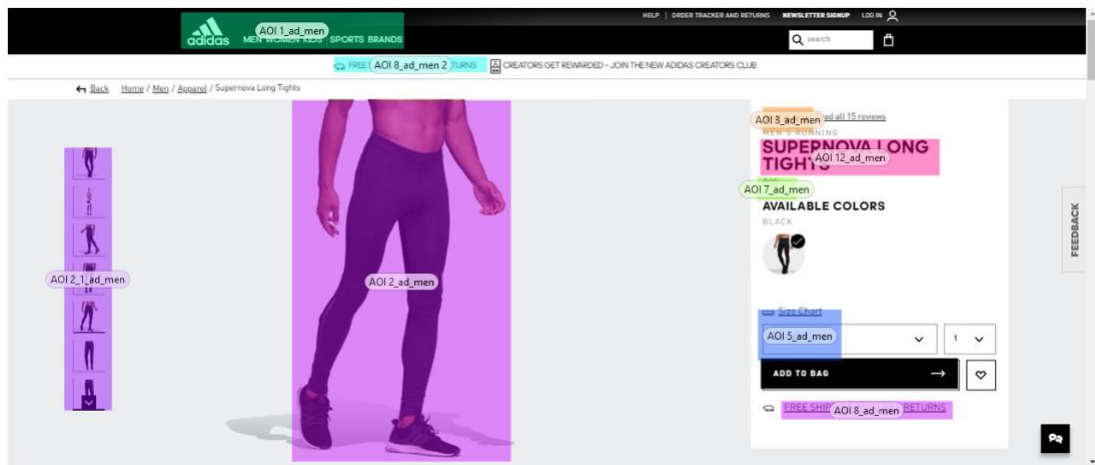 HELP | ORDER TRACKER AND RETURNS NEWSLETTER SIGNUP LOG IN
adidas
AOI 1_ad_men
MEN WOMEN KIDS SPORTS BRANDS
search
FREE AOI 8_ad_men 2 RETURNS
CREATORS GET REWARDED - JOIN THE NEW ADIDAS CREATORS CLUB
Back Home / Men / Apparel / Supernova Long Tights
AOI 3_ad_men
all 15 reviews
MEN'S RUNNING
SUPERNOVA LONG
TIGHTS
AOI 12_ad_men
AOI 7_ad_men
AVAILABLE COLORS
BLACK
FEEDBACK
AOI 2_1_ad_men
AOI 2_ad_men
Size Chart
AOI 5_ad_men
1
ADD TO BAG
FREE SHIP AOI 8_ad_men RETURNS